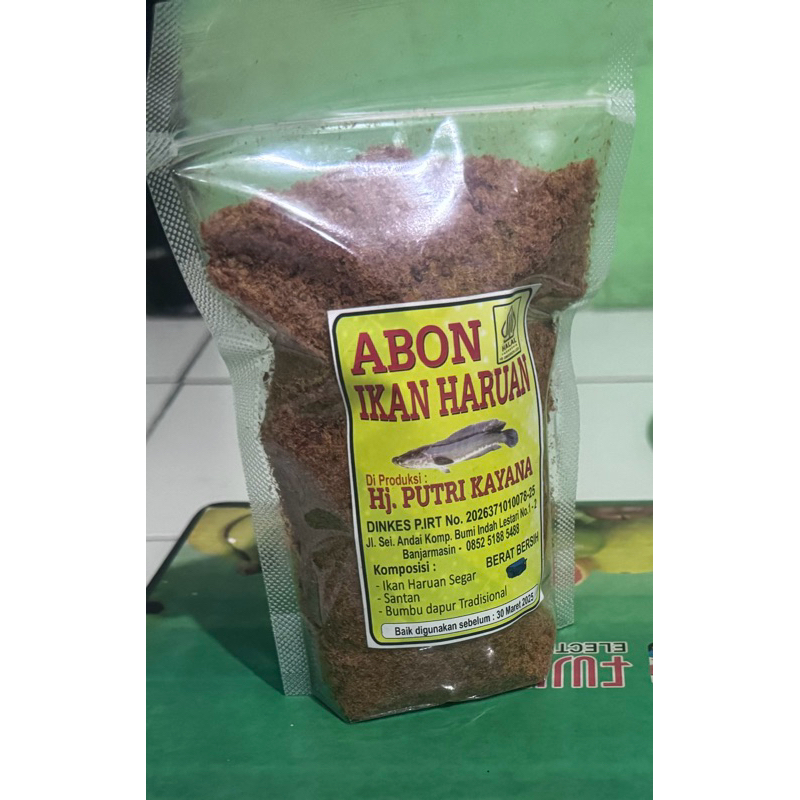 ABON
IKAN HARUAN
HALAL
Di Produksi :
Hj. PUTRI KAYANA
DINKES P.IRT No. 2026371010078-25
Jl. Sei. Andai Komp. Bumi Indah Lestari No.1 - 2
Banjarmasin - 0852 5188 5488
Komposisi :
BERAT BERSIH
- Ikan Haruan Segar
- Santan
- Bumbu dapur Tradisional
Baik digunakan sebelum : 30 Maret 2025
ELECT